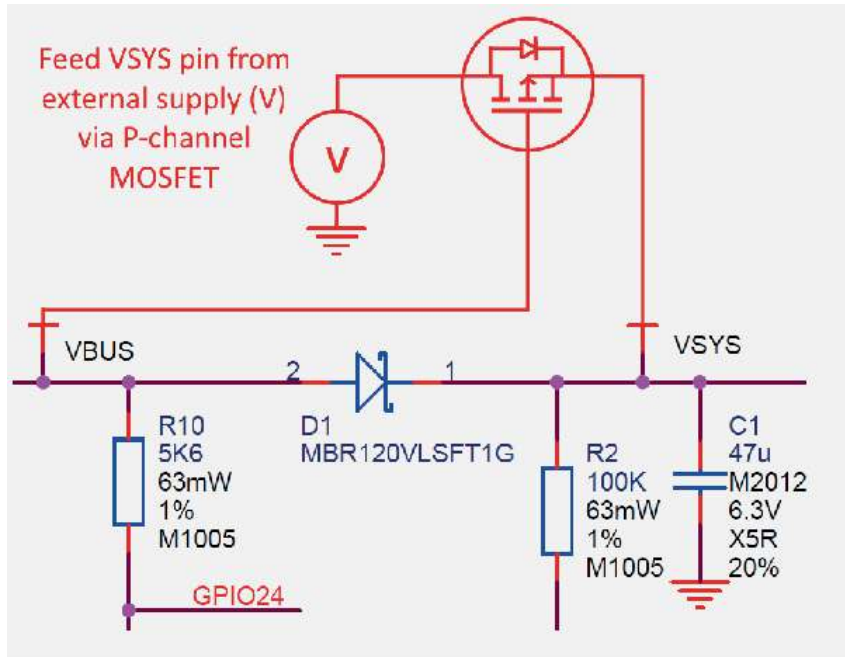 Feed VSYS pin from
external supply (V)
via P-channel
MOSFET
V
VBUS
VSYS
2
1
R10
5K6
63mW
1%
M1005
D1
MBR120VLSFT1G
R2
100K
63mW
1%
M1005
C1
47u
M2012
6.3V
X5R
20%
GPIO24